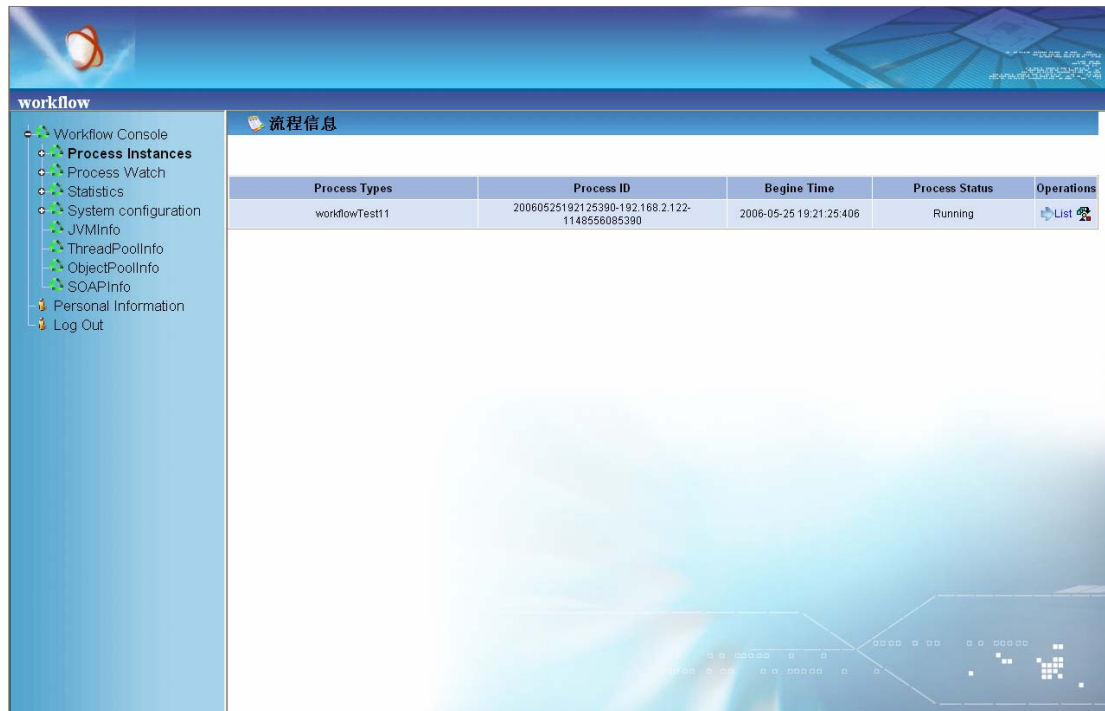 workflow
Workflow Console
Process Instances
Process Watch
Statistics
System configuration
JVMInfo
ThreadPoolInfo
ObjectPoolInfo
SOAPInfo
Personal Information
Log Out
流程信息
Process Types Process ID Begine Time Process Status Operations
workflowTest11 20060525192125390-192.168.2.122-
1148556085390 2006-05-25 19:21:25:406 Running List